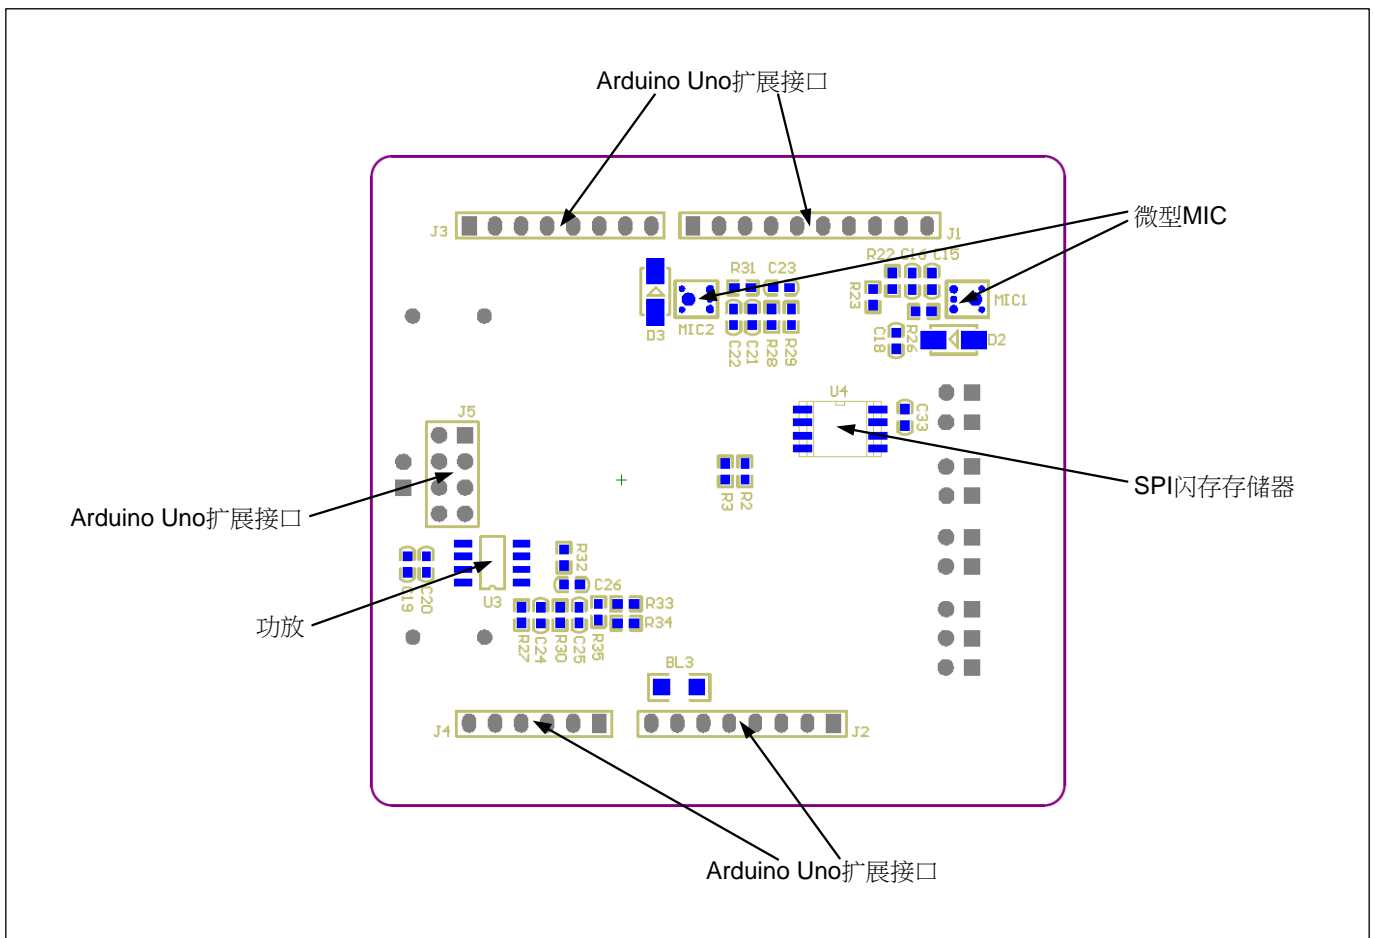 Arduino Uno扩展接口
J3
J1
微型MIC
R31
C23
R22
C16
C15
R23
MIC1
D3
MIC2
C22
C21
R28
R29
C18
R26
D2
U4
C33
J5
R3
R2
SPI闪存存储器
Arduino Uno扩展接口
C19
C20
U3
R32
C26
R33
R34
功放
R27
C24
R30
C25
R35
BL3
J4
J2
Arduino Uno扩展接口